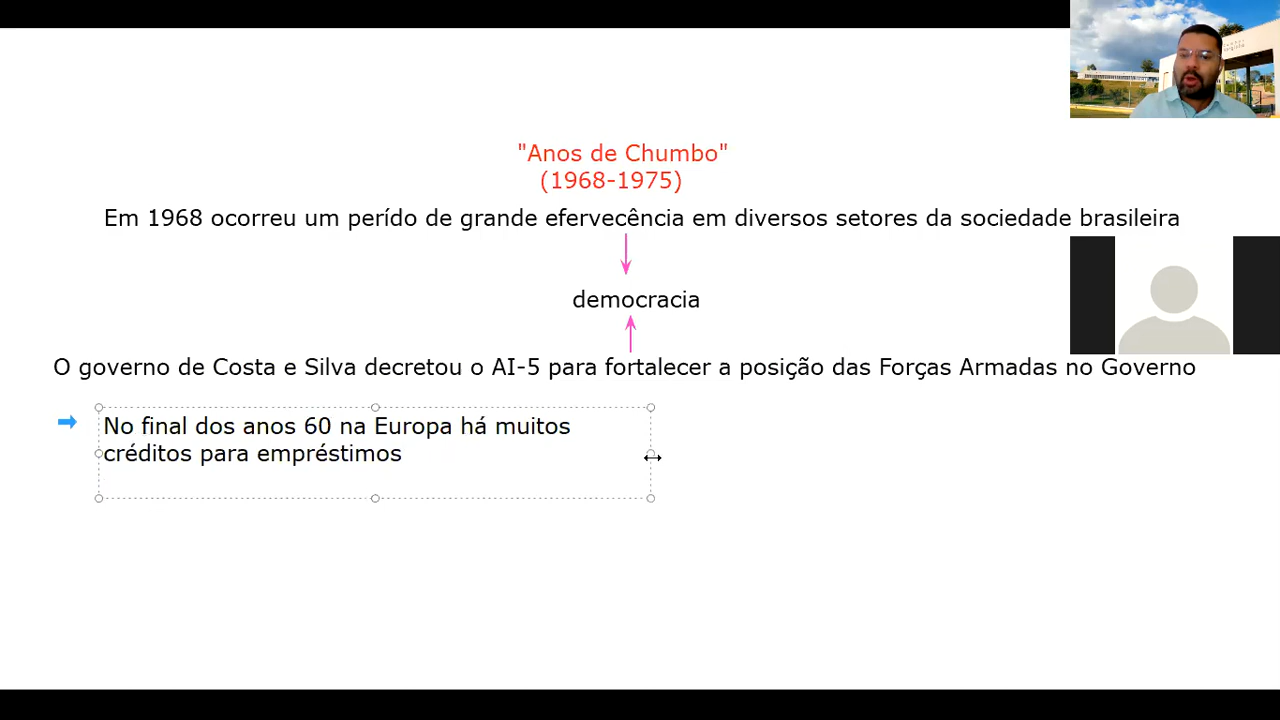 "Anos de Chumbo"
(1968-1975)
Em 1968 ocorreu um perído de grande efervecência em diversos setores da sociedade brasileira
democracia
O governo de Costa e Silva decretou o AI-5 para fortalecer a posição das Forças Armadas no Governo
No final dos anos 60 na Europa há muitos
créditos para empréstimos